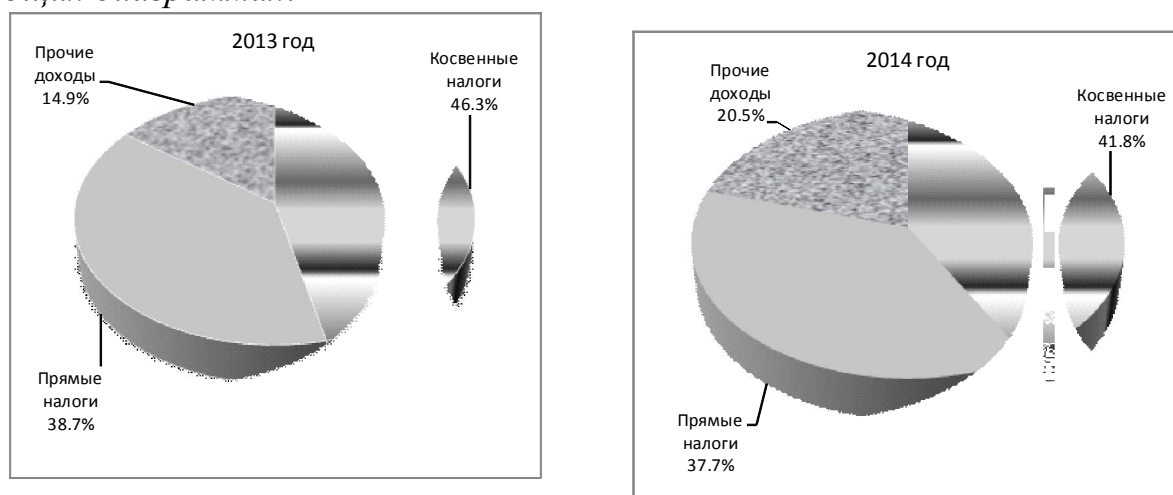 2013 год
Прочие
доходы
14.9%
Косвенные
налоги
46.3%
Прямые
налоги
38.7%
2014 год
Прочие
доходы
20.5%
Косвенные
налоги
41.8%
Прямые
налоги
37.7%